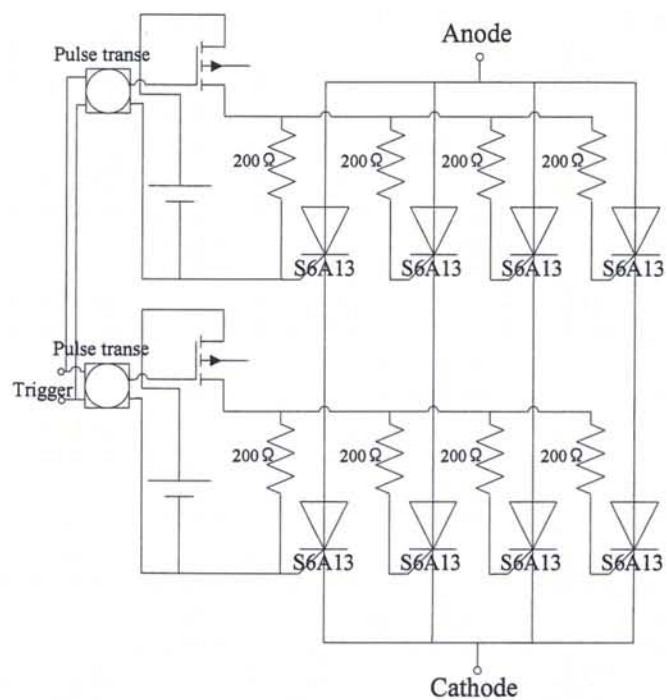 Anode
Pulse transe
200 Ω
200 Ω
200 Ω
200 Ω
S6A13
S6A13
S6A13
S6A13
Pulse transe
Trigger
200 Ω
200 Ω
200 Ω
200 Ω
S6A13
S6A13
S6A13
S6A13
Cathode